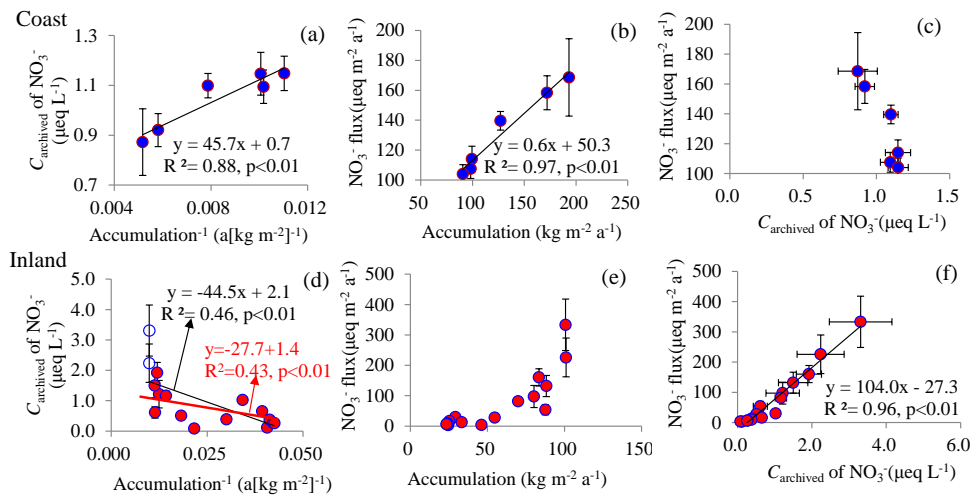 Coast
(a)
C archived of NO₃⁻
(µeq L⁻¹)
1.3
1.1
0.9
0.7
y = 45.7x + 0.7
R ²= 0.88, p<0.01
0.004
0.008
0.012
Accumulation⁻¹ (a[kg m⁻²]⁻¹)
(b)
NO₃⁻ flux(µeq m⁻² a⁻¹)
200
180
160
140
120
100
y = 0.6x + 50.3
R ²= 0.97, p<0.01
50
100
150
200
250
Accumulation (kg m⁻² a⁻¹)
(c)
NO₃⁻ flux(µeq m⁻² a⁻¹)
200
180
160
140
120
100
0.0
0.5
1.0
1.5
C archived of NO₃⁻(µeq L⁻¹)
Inland
(d)
C archived of NO₃⁻
(µeq L⁻¹)
5.0
4.0
3.0
2.0
1.0
0.0
y = -44.5x + 2.1
R ²= 0.46, p<0.01
y=-27.7+1.4
R²=0.43, p<0.01
0.000
0.025
0.050
Accumulation⁻¹ (a[kg m⁻²]⁻¹)
(e)
NO₃⁻ flux(µeq m⁻² a⁻¹)
500
400
300
200
100
0
0
50
100
150
Accumulation (kg m⁻² a⁻¹)
(f)
NO₃⁻ flux(µeq m⁻² a⁻¹)
500
400
300
200
100
0
y = 104.0x - 27.3
R ²= 0.96, p<0.01
0.0
2.0
4.0
6.0
C archived of NO₃⁻(µeq L⁻¹)